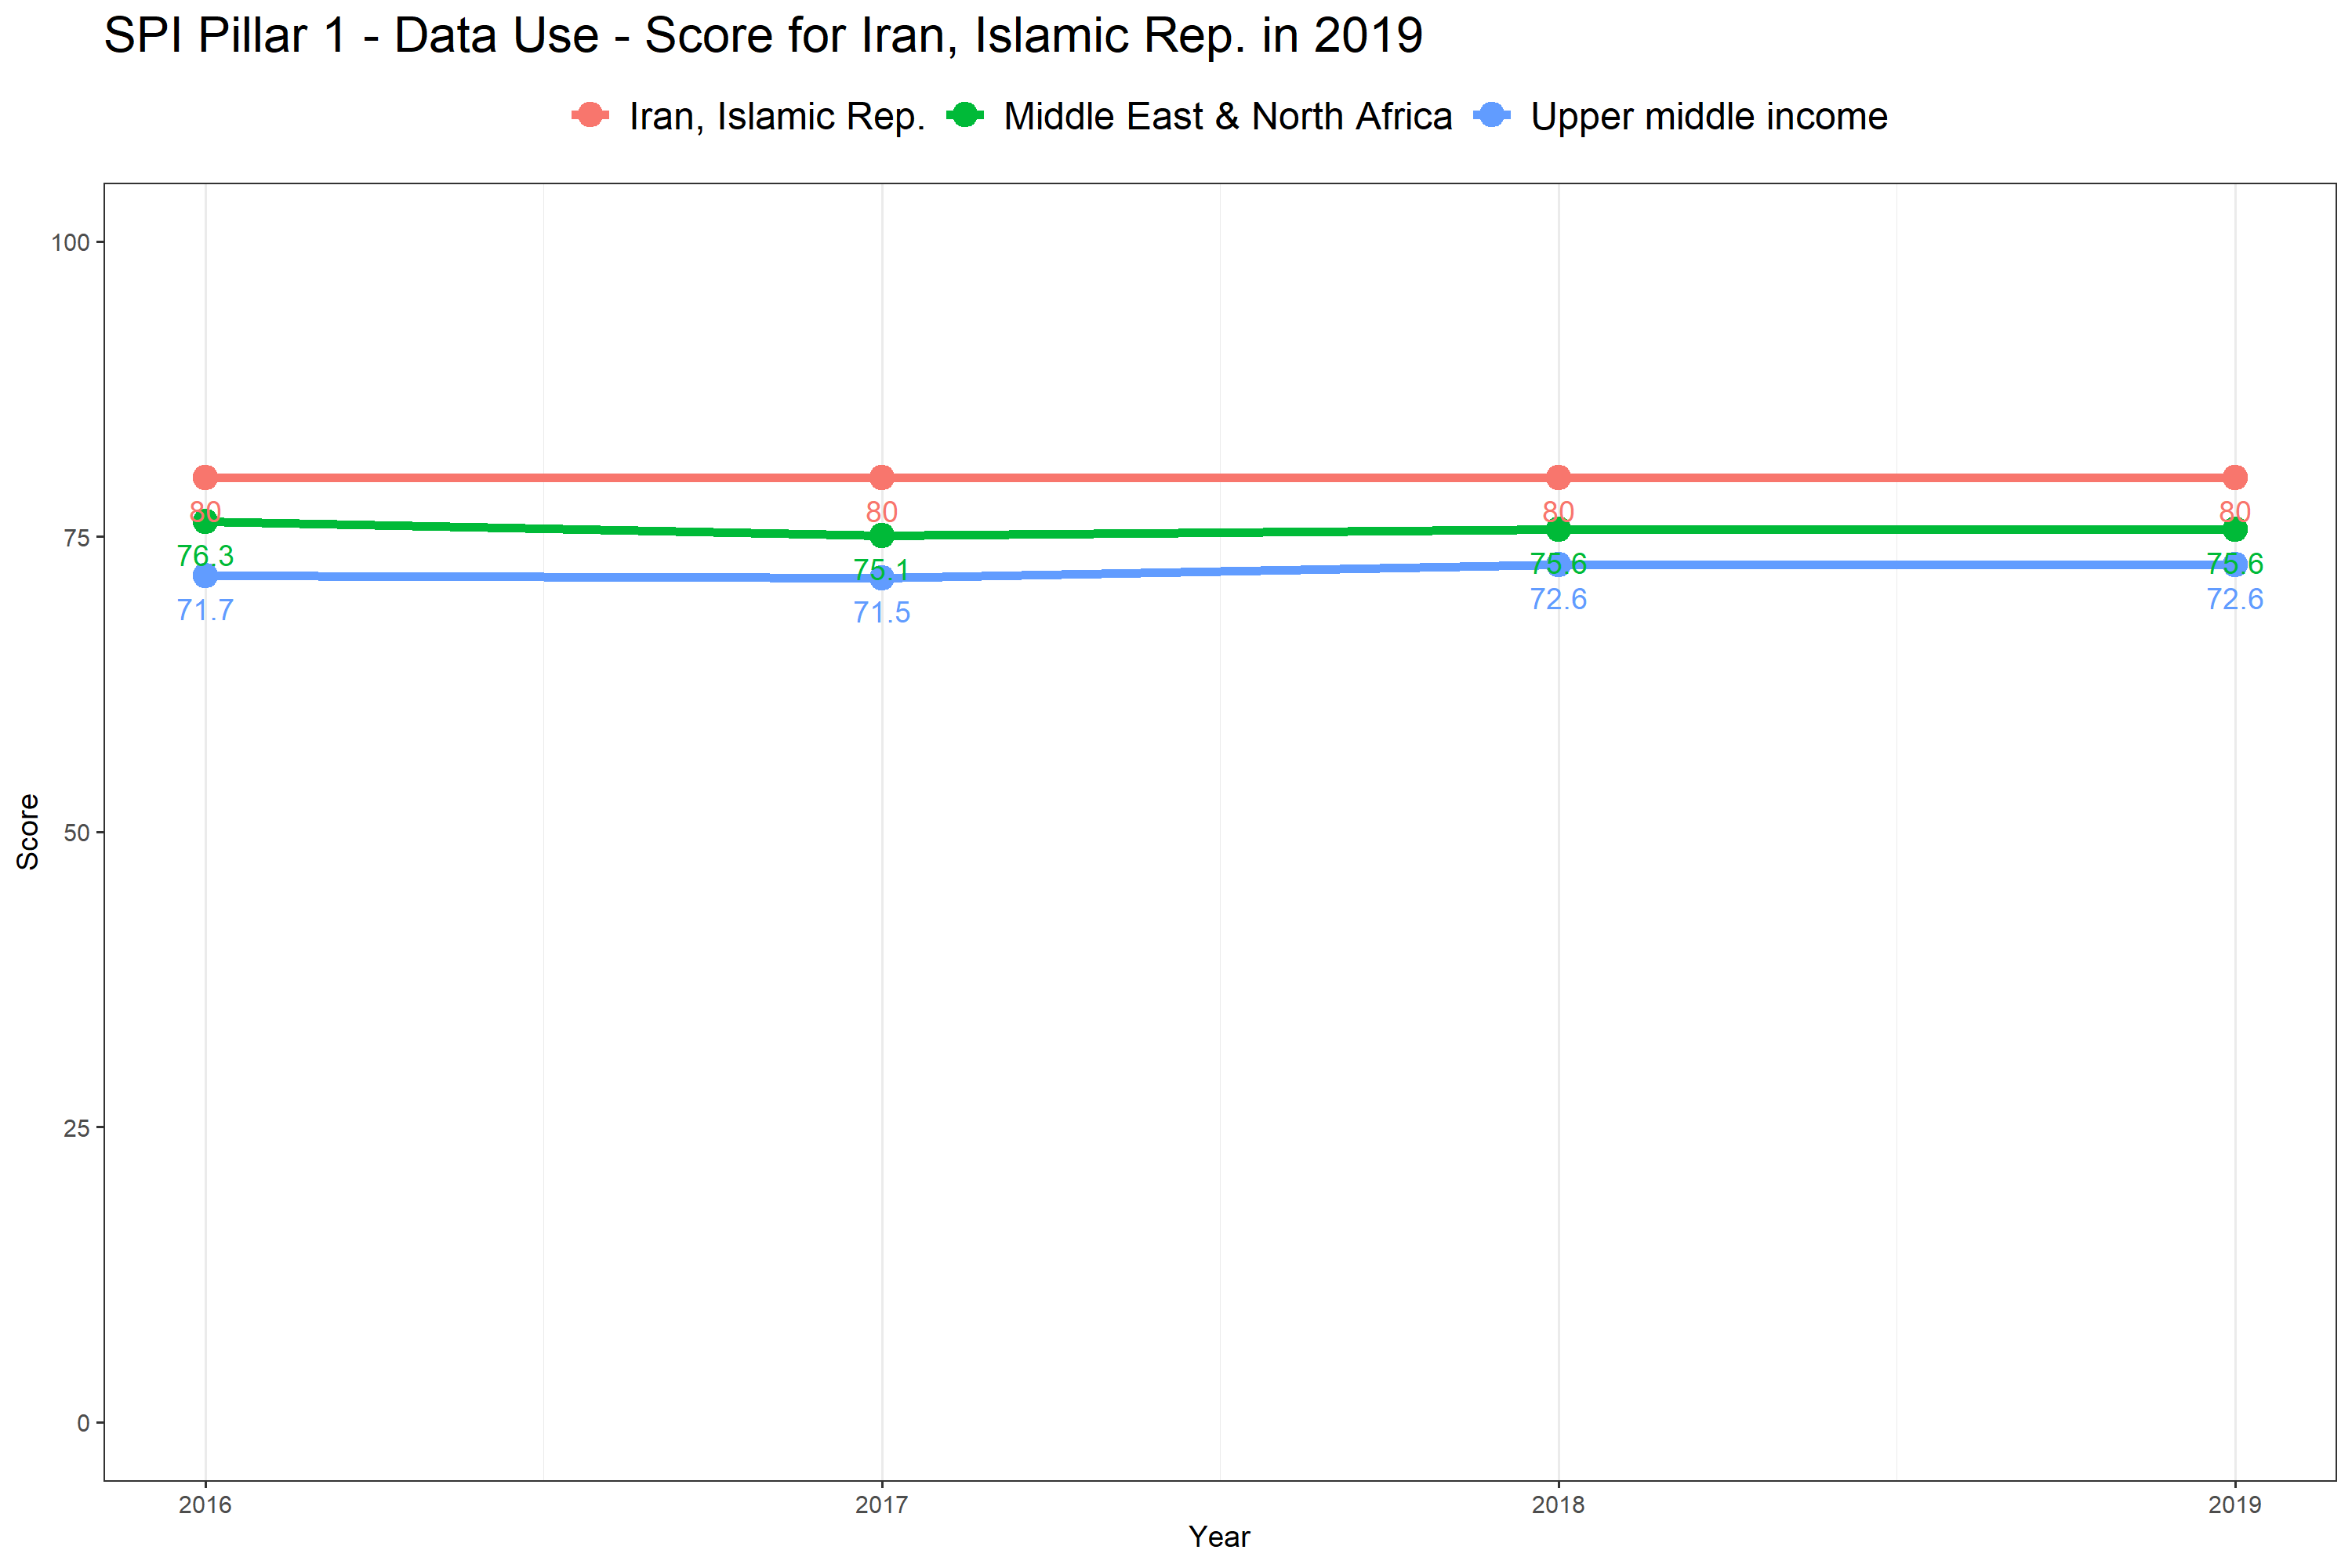 SPI Pillar 1 - Data Use - Score for Iran, Islamic Rep. in 2019
Iran, Islamic Rep. Middle East & North Africa Upper middle income
100
75
50
25
0
Score
80 80 80 80
76.3 75.1 75.6 75.6
71.7 71.5 72.6 72.6
2016 2017 2018 2019
Year